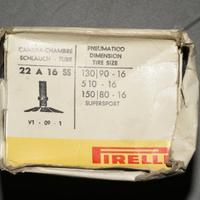 CAMERA-CHAMBRE
SCHLAUCH - TUBE
22 A 16 SS
V1 - 09 - 1
PNEUMATICO
DIMENSION
TIRE SIZE
130|90 - 16
510 - 16
150|80 - 16
SUPERSPORT
PIRELLI